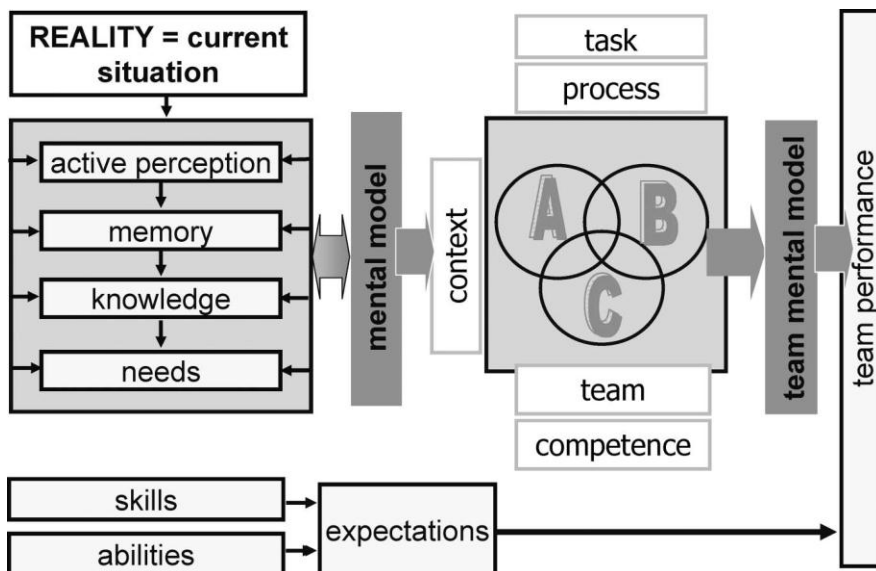 REALITY = current
situation
active perception
memory
knowledge
needs
mental model
context
task
process
A
B
C
team
competence
team mental model
team performance
skills
abilities
expectations